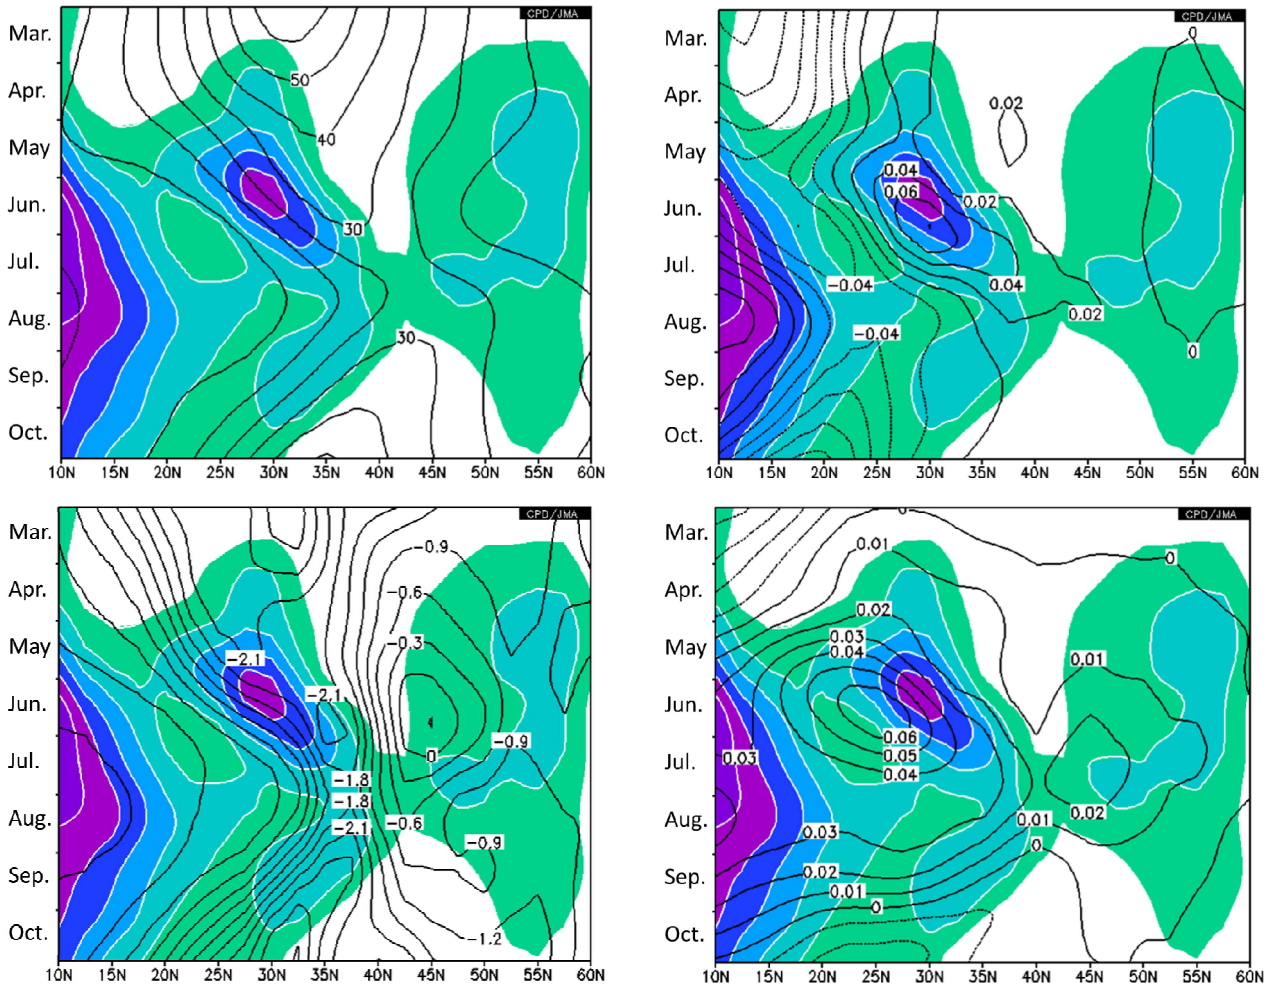 CPD/JMA
Mar.
Apr.
May
Jun.
Jul.
Aug.
Sep.
Oct.
50
40
30
30
10N 15N 20N 25N 30N 35N 40N 45N 50N 55N 60N
CPD/JMA
Mar.
Apr.
May
Jun.
Jul.
Aug.
Sep.
Oct.
0
0.02
0.04
0.06
0.02
-0.04
0.04
0.02
-0.04
0
10N 15N 20N 25N 30N 35N 40N 45N 50N 55N 60N
CPD/JMA
Mar.
Apr.
May
Jun.
Jul.
Aug.
Sep.
Oct.
-0.9
-0.6
-0.3
-2.1
-2.1
-0.9
0
-1.8
-1.8
-2.1
-0.6
-0.9
-1.2
10N 15N 20N 25N 30N 35N 40N 45N 50N 55N 60N
CPD/JMA
Mar.
Apr.
May
Jun.
Jul.
Aug.
Sep.
Oct.
0
0.01
0
0.02
0.03
0.04
0.01
0.06
0.05
0.03
0.04
0.02
0.01
0.03
0
0.02
0.01
0
10N 15N 20N 25N 30N 35N 40N 45N 50N 55N 60N